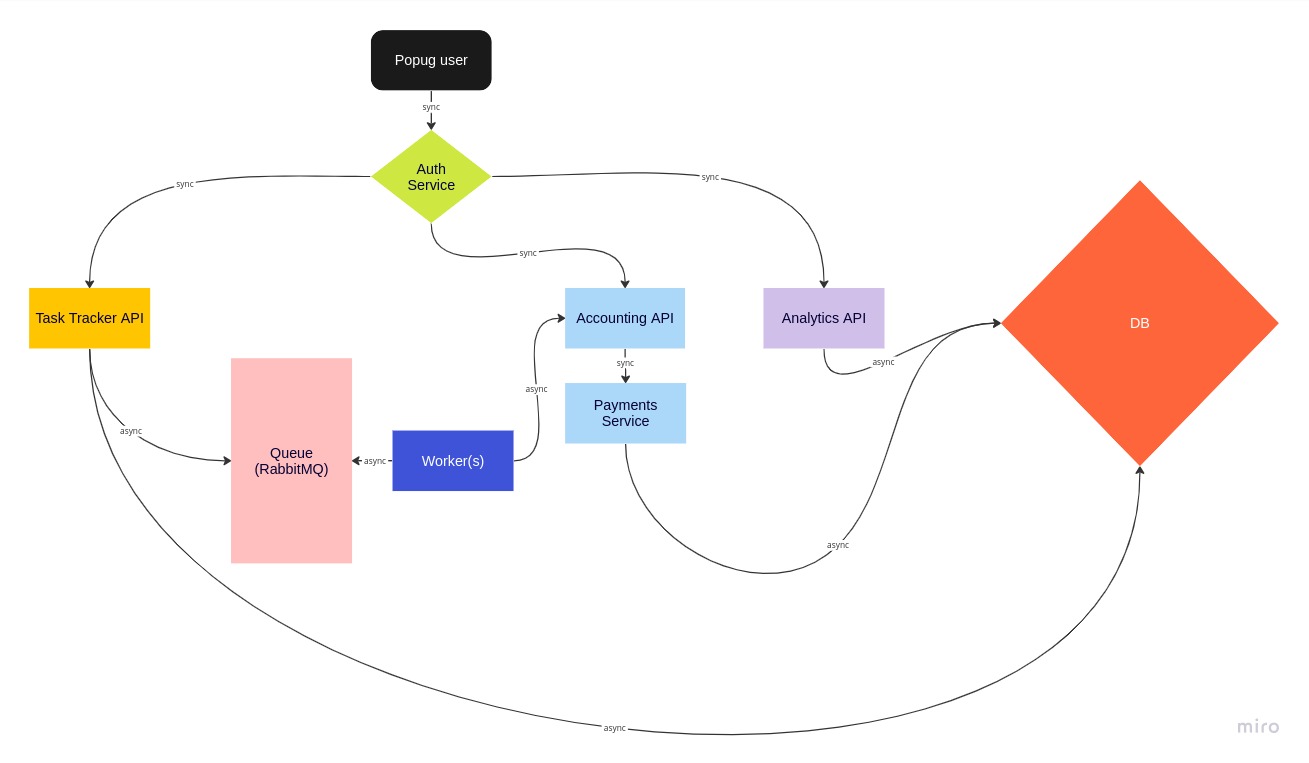 Popug user
sync
Auth
Service
sync
sync
sync
Task Tracker API
Accounting API
Analytics API
DB
sync
async
async
Payments
Service
async
Queue
(RabbitMQ)
async
Worker(s)
async
async
miro